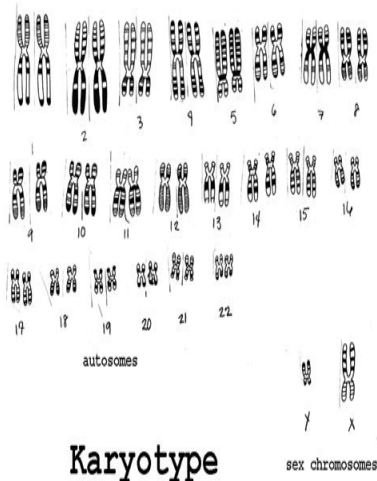 1
2 3 4 5 6 7 8
9 10 11 12 13 14 15 16
17 18 19 20 21 22
autosomes
y x
Karyotype
sex chromosomes